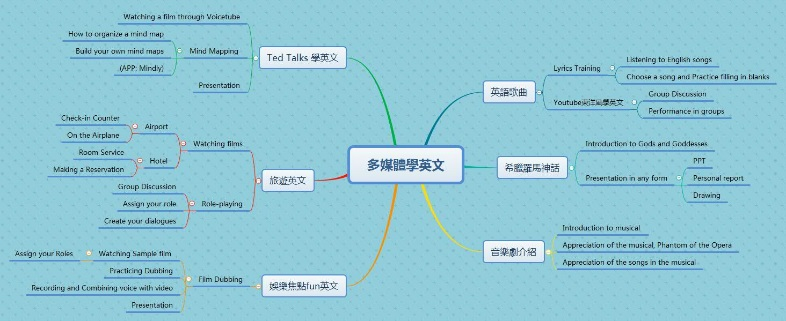 多媒體學英文
Ted Talks 學英文
Watching a film through Voicetube
Mind Mapping
How to organize a mind map
Build your own mind maps
(APP: Mindly)
Presentation
旅遊英文
Watching films
Airport
Check-in Counter
On the Airplane
Hotel
Room Service
Making a Reservation
Role-playing
Group Discussion
Assign your role
Create your dialogues
娛樂焦點fun英文
Film Dubbing
Watching Sample film
Assign your Roles
Practicing Dubbing
Recording and Combining voice with video
Presentation
英語歌曲
Lyrics Training
Listening to English songs
Choose a song and Practice filling in blanks
Group Discussion
Performance in groups
希臘羅馬神話
Introduction to Gods and Goddesses
Presentation in any form
PPT
Personal report
Drawing
音樂劇介紹
Introduction to musical
Appreciation of the musical, Phantom of the Opera
Appreciation of the songs in the musical